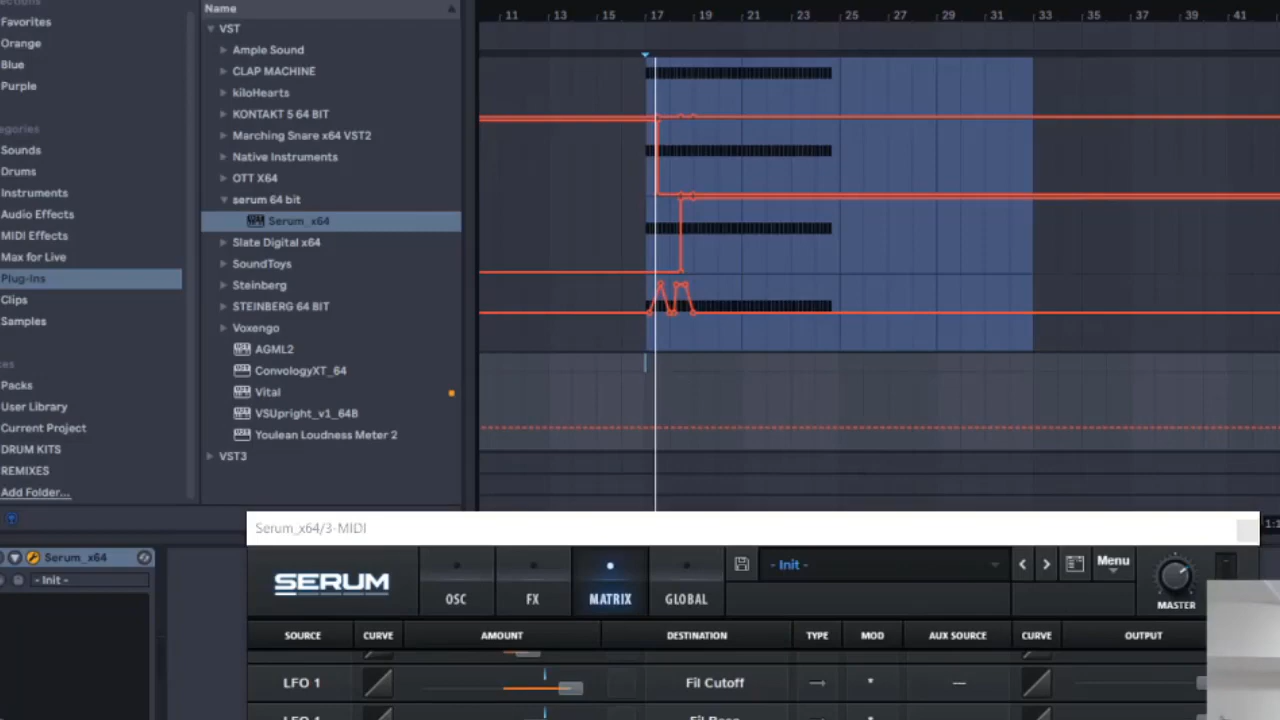 Name
11 13 15 17 19 21 23 25 27 29 31 33 35 37 39 41
Favorites
Orange
Blue
Purple
Sounds
Drums
Instruments
Audio Effects
MIDI Effects
Max for Live
Plug-Ins
Clips
Samples
Packs
User Library
Current Project
DRUM KITS
REMIXES
Add Folder...
VST
Ample Sound
CLAP MACHINE
kiloHearts
KONTAKT 5 64 BIT
Marching Snare x64 VST2
Native Instruments
OTT X64
serum 64 bit
Serum_x64
Slate Digital x64
SoundToys
Steinberg
STEINBERG 64 BIT
Voxengo
AGML2
ConvologyXT_64
Vital
VSUpright_v1_64B
Youlean Loudness Meter 2
VST3
Serum_x64
- Init -
Serum_x64/3-MIDI
SERUM
OSC
FX
MATRIX
GLOBAL
- Init -
Menu
MASTER
SOURCE CURVE AMOUNT DESTINATION TYPE MOD AUX SOURCE CURVE OUTPUT
LFO 1 Fil Cutoff